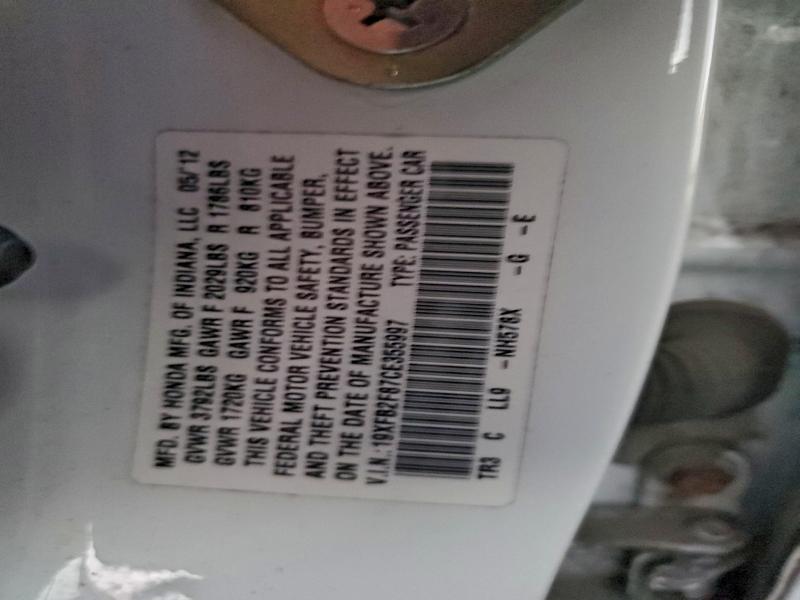 MFD. BY HONDA MFG. OF INDIANA, LLC 05/12
GVWR 3792LBS GAWR F 2029LBS R 1786LBS
GVWR 1720KG GAWR F 920KG R 810KG
THIS VEHICLE CONFORMS TO ALL APPLICABLE
FEDERAL MOTOR VEHICLE SAFETY, BUMPER,
AND THEFT PREVENTION STANDARDS IN EFFECT
ON THE DATE OF MANUFACTURE SHOWN ABOVE.
V.I.N.: 19XFB2F87CE355997 TYPE: PASSENGER CAR
TR3 C LL9 -NH578X -G -E